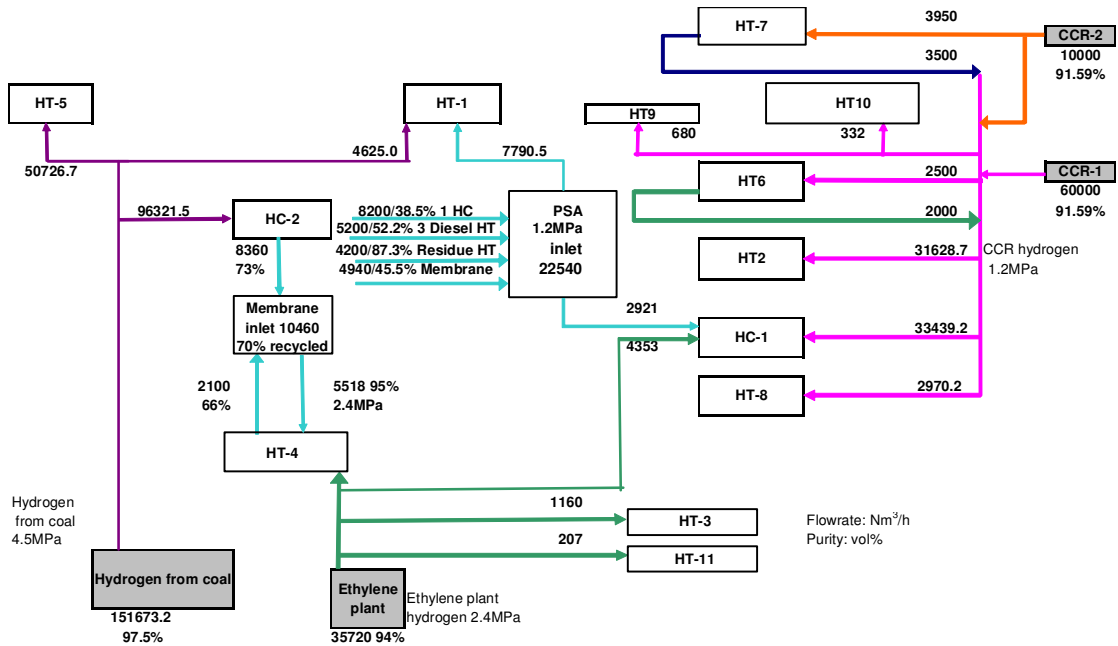 HT-7
3950
CCR-2
10000
91.59%
3500
HT-5
HT-1
HT9
680
HT10
332
50726.7
4625.0
7790.5
HT6
2500
CCR-1
60000
91.59%
2000
96321.5
HC-2
8200/38.5% 1 HC
5200/52.2% 3 Diesel HT
4200/87.3% Residue HT
4940/45.5% Membrane
PSA
1.2MPa
inlet
22540
8360
73%
HT2
31628.7
CCR hydrogen
1.2MPa
Membrane
inlet 10460
70% recycled
2921
4353
HC-1
33439.2
2100
66%
5518 95%
2.4MPa
HT-8
2970.2
HT-4
Hydrogen
from coal
4.5MPa
1160
HT-3
207
HT-11
Flowrate: Nm³/h
Purity: vol%
Hydrogen from coal
151673.2
97.5%
Ethylene
plant
35720 94%
Ethylene plant
hydrogen 2.4MPa